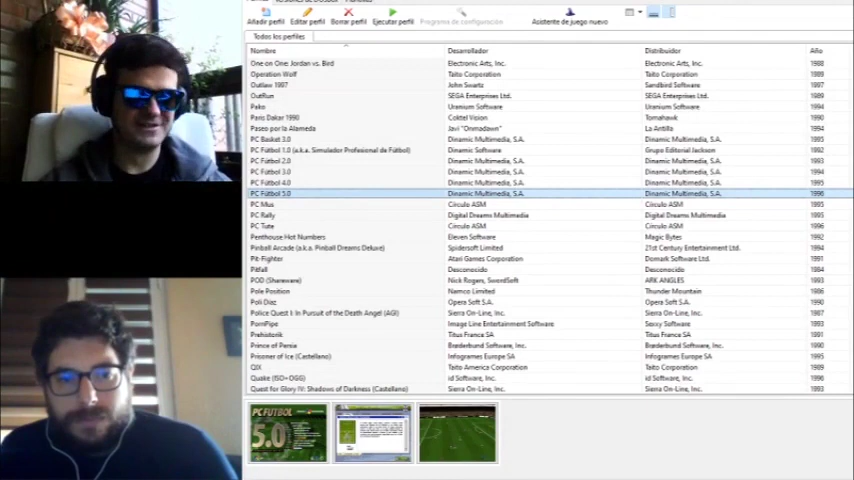 Añadir perfil Editar perfil Borrar perfil Ejecutar perfil Programa de configuración Asistente de juego nuevo
Todos los perfiles
Nombre Desarrollador Distribuidor Año
One on One: Jordan vs. Bird Electronic Arts, Inc. Electronic Arts, Inc. 1988
Operation Wolf Taito Corporation Taito Corporation 1989
Outlaw 1997 John Swartz Sandbird Software 1997
OutRun SEGA Enterprises Ltd. SEGA Enterprises Ltd. 1989
Pako Uranium Software Uranium Software 1994
Paris Dakar 1990 Coktel Vision Tomahawk 1990
Paseo por la Alameda Javi "Onmadawn" La Antilla 1994
PC Basket 3.0 Dinamic Multimedia, S.A. Dinamic Multimedia, S.A. 1995
PC Fútbol 1.0 (a.k.a. Simulador Profesional de Fútbol) Dinamic Software Grupo Editorial Jackson 1992
PC Fútbol 2.0 Dinamic Multimedia, S.A. Dinamic Multimedia, S.A. 1993
PC Fútbol 3.0 Dinamic Multimedia, S.A. Dinamic Multimedia, S.A. 1994
PC Fútbol 4.0 Dinamic Multimedia, S.A. Dinamic Multimedia, S.A. 1995
PC Fútbol 5.0 Dinamic Multimedia, S.A. Dinamic Multimedia, S.A. 1996
PC Mus Círculo ASM Círculo ASM 1995
PC Rally Digital Dreams Multimedia Digital Dreams Multimedia 1995
PC Tute Círculo ASM Círculo ASM 1996
Penthouse Hot Numbers Eleven Software Magic Bytes 1992
Pinball Arcade (a.k.a. Pinball Dreams Deluxe) Spidersoft Limited 21st Century Entertainment Ltd. 1994
Pit-Fighter Atari Games Corporation Domark Software Ltd. 1991
Pitfall Desconocido Desconocido 1984
POD (Shareware) Nick Rogers, SwordSoft ARK ANGLES 1993
Pole Position Namco Limited Thunder Mountain 1986
Poli Diaz Opera Soft S.A. Opera Soft S.A. 1990
Police Quest I: In Pursuit of the Death Angel (AGI) Sierra On-Line, Inc. Sierra On-Line, Inc. 1987
PornPipe Image Line Entertainment Sexxy Software 1993
Prehistorik Titus France SA Titus France SA 1991
Prince of Persia Brøderbund Software, Inc. Brøderbund Software, Inc. 1990
Prisoner of Ice (Castellano) Infogrames Europe SA Infogrames Europe SA 1995
QIX Taito America Corporation Taito Corporation 1989
Quake (ISO+OGG) id Software, Inc. id Software, Inc. 1996
Quest for Glory IV: Shadows of Darkness (Castellano) Sierra On-Line, Inc. Sierra On-Line, Inc. 1993
PC FUTBOL
5.0